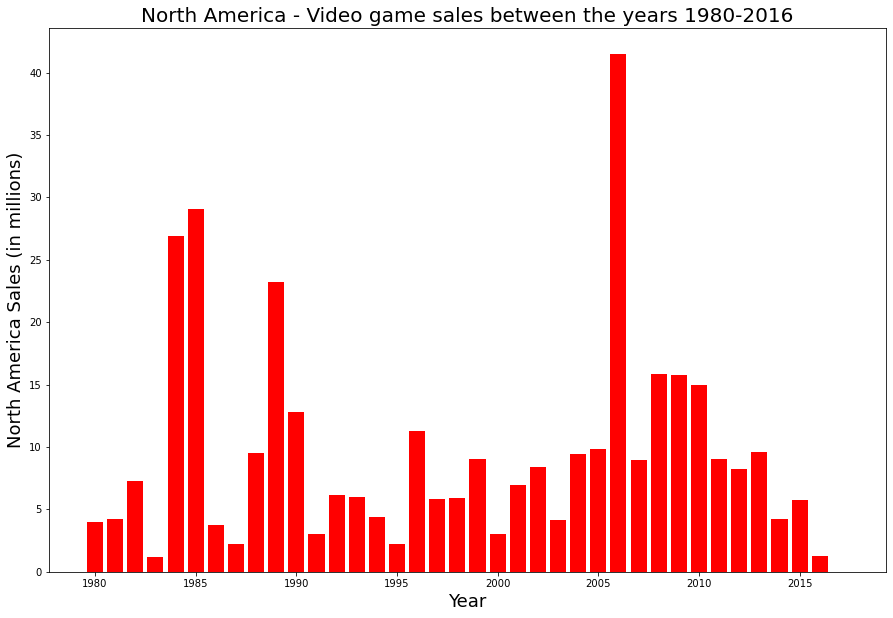 North America - Video game sales between the years 1980-2016
North America Sales (in millions)
40
35
30
25
20
15
10
5
0
1980 1985 1990 1995 2000 2005 2010 2015
Year